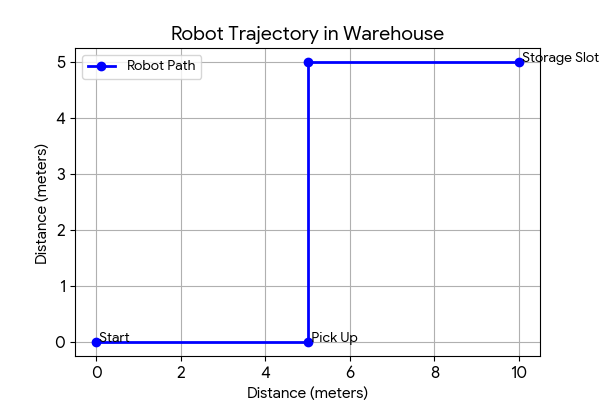 Robot Trajectory in Warehouse
Robot Path
Storage Slot
Start
Pick Up
5
4
3
2
1
0
Distance (meters)
0 2 4 6 8 10
Distance (meters)